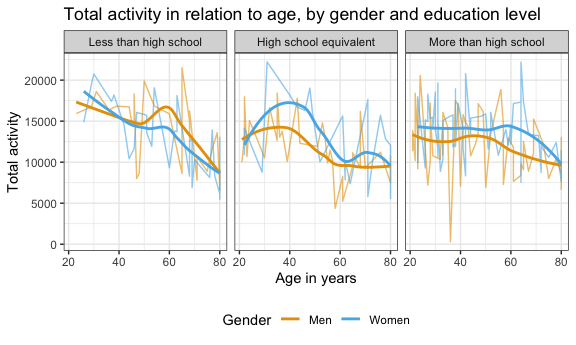 Total activity in relation to age, by gender and education level
Less than high school
High school equivalent
More than high school
Total activity
20000
15000
10000
5000
0
20 40 60 80
20 40 60 80
20 40 60 80
Age in years
Gender Men Women